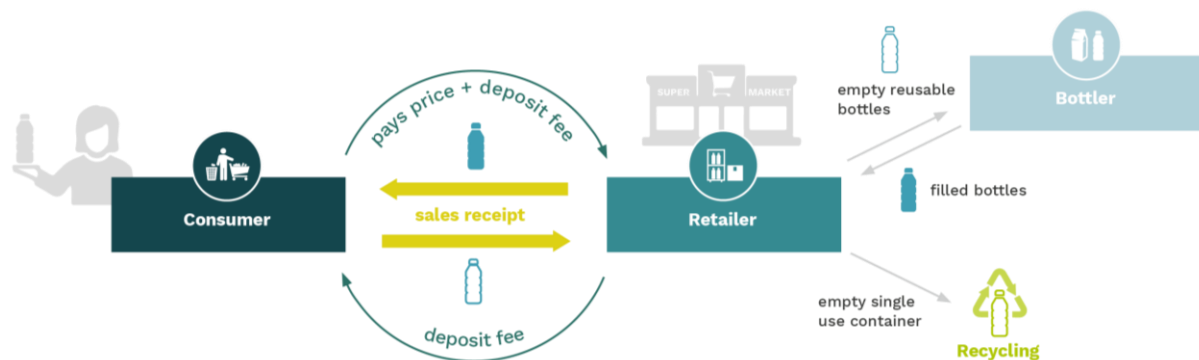 pays price + deposit fee
SUPER MARKET
empty reusable
bottles
Bottler
Consumer
sales receipt
Retailer
filled bottles
deposit fee
empty single
use container
Recycling